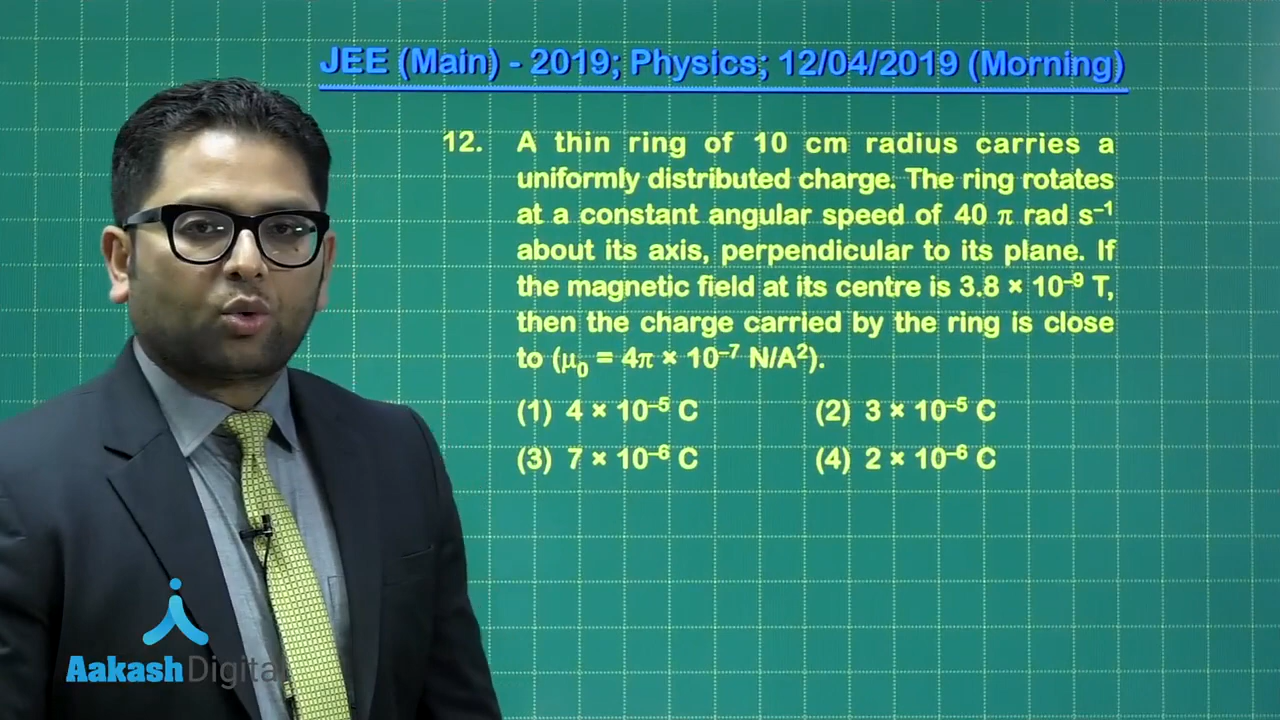 JEE (Main) - 2019; Physics; 12/04/2019 (Morning)
12. A thin ring of 10 cm radius carries a
uniformly distributed charge. The ring rotates
at a constant angular speed of 40 π rad s⁻¹
about its axis, perpendicular to its plane. If
the magnetic field at its centre is 3.8 × 10⁻⁹ T,
then the charge carried by the ring is close
to (μ₀ = 4π × 10⁻⁷ N/A²).
(1) 4 × 10⁻⁵ C (2) 3 × 10⁻⁵ C
(3) 7 × 10⁻⁶ C (4) 2 × 10⁻⁶ C
Aakash Digital